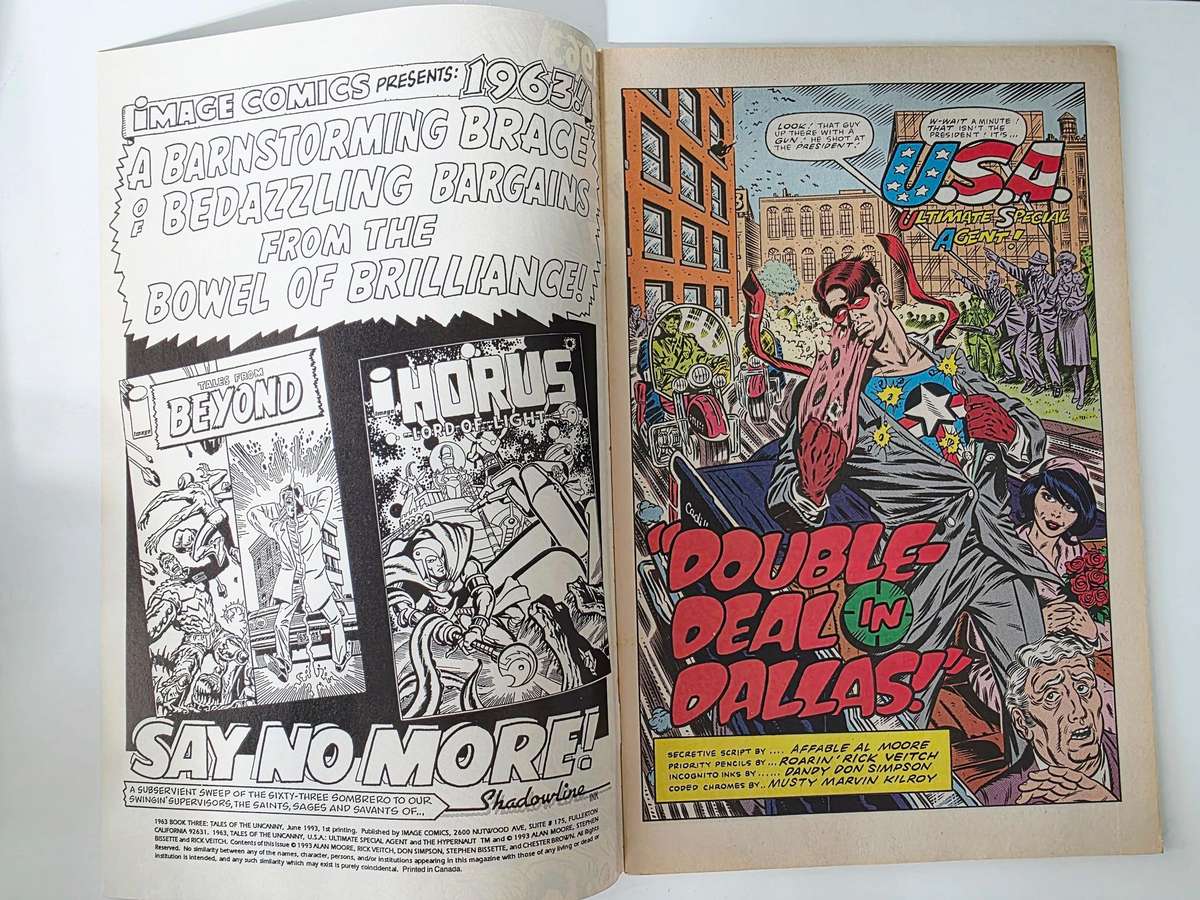 IMAGE COMICS PRESENTS: 1963!!
A BARNSTORMING BRACE
OF BEDAZZLING BARGAINS
FROM THE
BOWEL OF BRILLIANCE!
image
TALES FROM
BEYOND
image
HORUS
LORD OF LIGHT
SAY NO MORE!
A SUBSERVIENT SWEEP OF THE SIXTY-THREE SOMBRERO TO OUR
SWINGIN' SUPERVISORS, THE SAINTS, SAGES AND SAVANTS OF...
Shadowline INK
1963 BOOK THREE: TALES OF THE UNCANNY, June 1993, 1st printing. Published by IMAGE COMICS, 2600 NUTWOOD AVE, SUITE #175, FULLERTON
CALIFORNIA 92631. 1963, TALES OF THE UNCANNY, U.S.A.: ULTIMATE SPECIAL AGENT and THE HYPERNAUT TM and © 1993 ALAN MOORE, STEPHEN
BISSETTE and RICK VEITCH. Contents of this issue © 1993 ALAN MOORE, RICK VEITCH, DON SIMPSON, STEPHEN BISSETTE, and CHESTER BROWN. All Rights
Reserved. No similarity between any of the names, character, persons, and/or institutions appearing in this magazine with those of any living or dead or
institution is intended, and any such similarity which may exist is purely coincidental. Printed in Canada.
LOOK! THAT GUY
UP THERE WITH A
GUN! HE SHOT AT
THE PRESIDENT!
W-WAIT A MINUTE!
THAT ISN'T THE
PRESIDENT! IT'S...
U.S.A.
ULTIMATE SPECIAL
AGENT!
"DOUBLE-
DEAL IN
DALLAS!"
SECRETIVE SCRIPT BY .... AFFABLE AL MOORE
PRIORITY PENCILS BY ... ROARIN' RICK VEITCH
INCOGNITO INKS BY ...... DANDY DON SIMPSON
CODED CHROMES BY .. MUSTY MARVIN KILROY